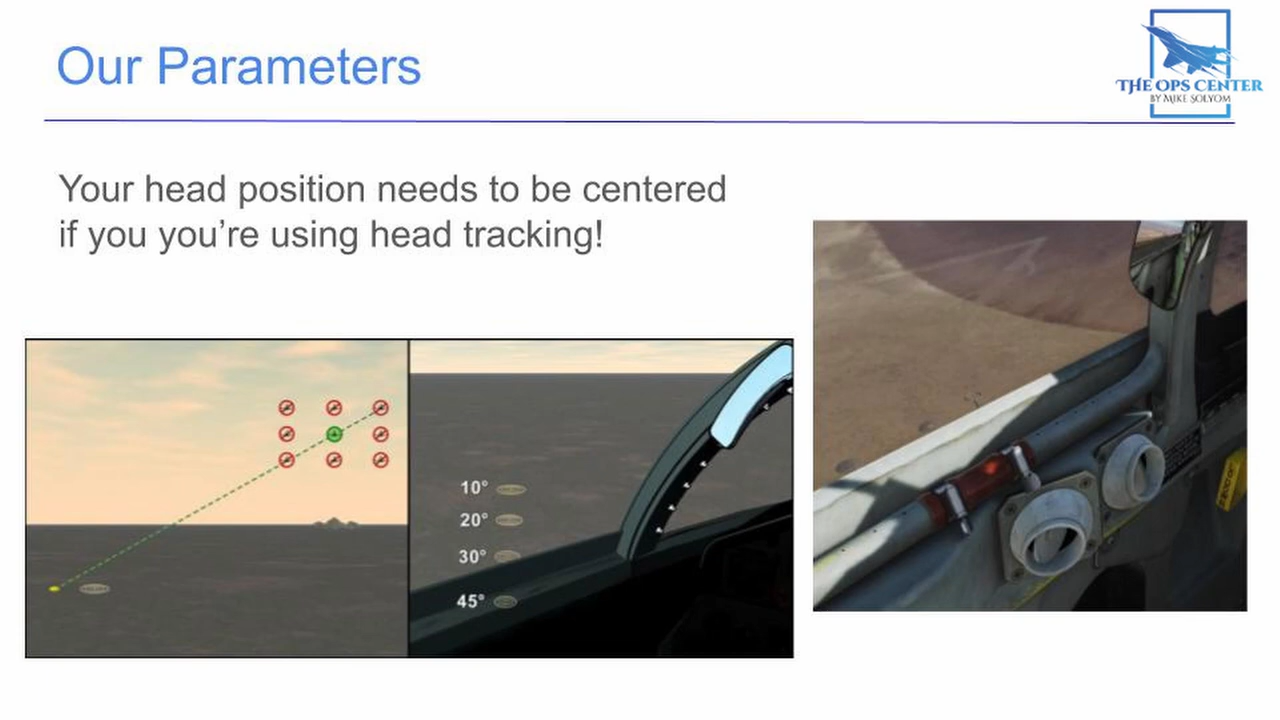 Our Parameters
THE OPS CENTER
BY MIKE SOLYOM
Your head position needs to be centered
if you you're using head tracking!
10°
20°
30°
45°